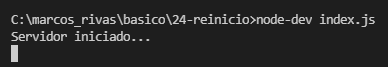 C:\marcos_rivas\basico\24-reinicio>node-dev index.js
Servidor iniciado...